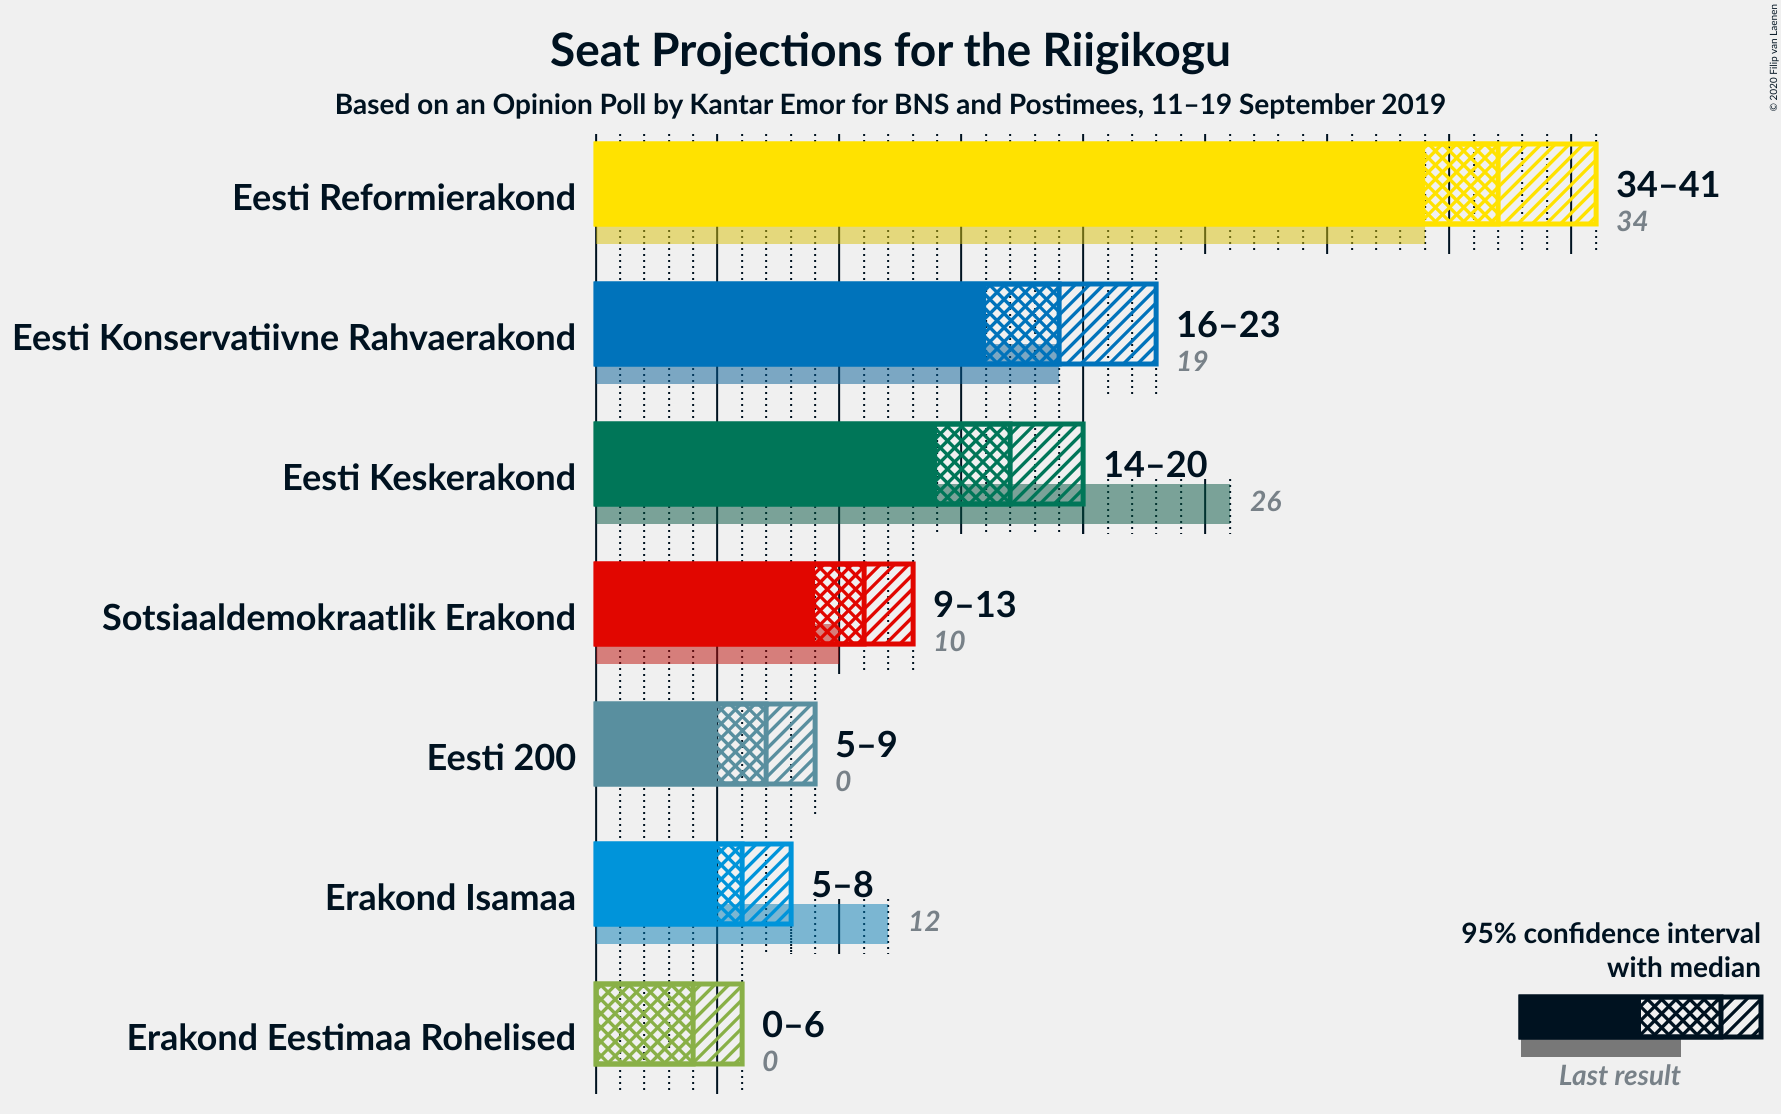 Seat Projections for the Riigikogu
Based on an Opinion Poll by Kantar Emor for BNS and Postimees, 11–19 September 2019
© 2020 Filip van Laenen
Eesti Reformierakond
34–41
34
Eesti Konservatiivne Rahvaerakond
16–23
19
Eesti Keskerakond
14–20
26
Sotsiaaldemokraatlik Erakond
9–13
10
Eesti 200
5–9
0
Erakond Isamaa
5–8
12
Erakond Eestimaa Rohelised
0–6
0
95% confidence interval
with median
Last result